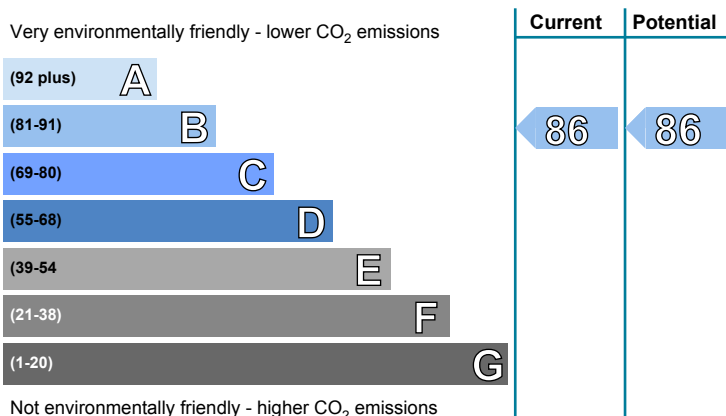 Very environmentally friendly - lower CO2 emissions
Current Potential
(92 plus) A
(81-91) B 86 86
(69-80) C
(55-68) D
(39-54 E
(21-38) F
(1-20) G
Not environmentally friendly - higher CO2 emissions